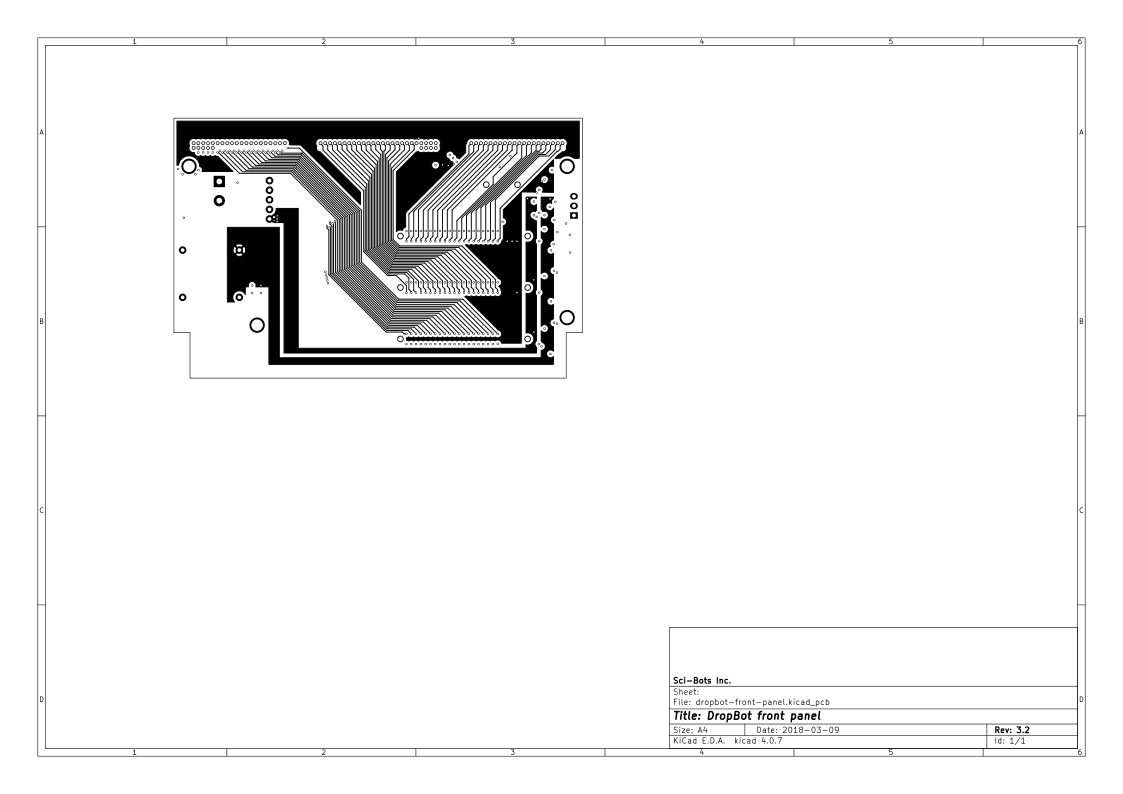 1 2 3 4 5 6
A A
B B
C C
D D
Sci-Bots Inc.
Sheet:
File: dropbot-front-panel.kicad_pcb
Title: DropBot front panel
Size: A4 Date: 2018-03-09 Rev: 3.2
KiCad E.D.A. kicad 4.0.7 Id: 1/1
1 2 3 4 5 6